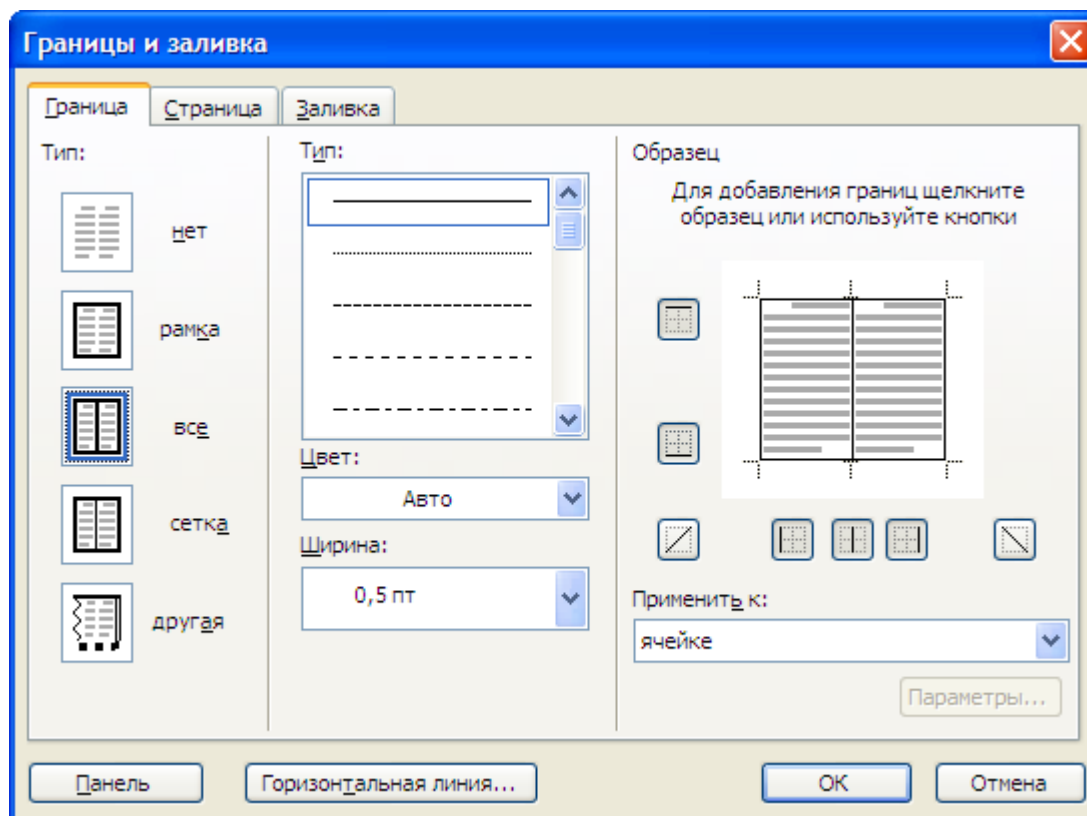 Границы и заливка
Граница
Страница
Заливка
Тип:
нет
рамка
все
сетка
другая
Тип:
Цвет:
Авто
Ширина:
0,5 пт
Образец
Для добавления границ щелкните
образец или используйте кнопки
Применить к:
ячейке
Параметры...
Панель
Горизонтальная линия...
ОК
Отмена